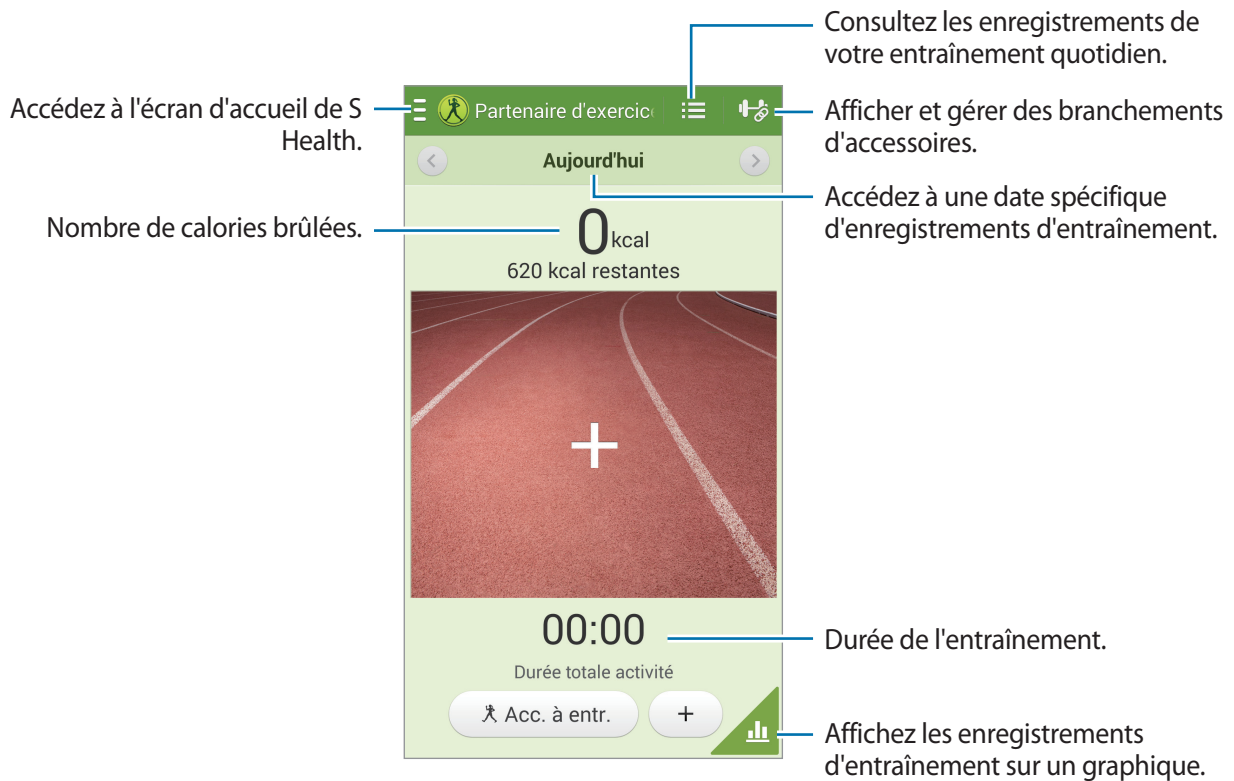 Consultez les enregistrements de
votre entraînement quotidien.
Accédez à l'écran d'accueil de S
Health.
Partenaire d'exercic
Afficher et gérer des branchements
d'accessoires.
Aujourd'hui
Accédez à une date spécifique
d'enregistrements d'entraînement.
Nombre de calories brûlées.
0 kcal
620 kcal restantes
00:00
Durée de l'entraînement.
Durée totale activité
Acc. à entr.
+
Affichez les enregistrements
d'entraînement sur un graphique.